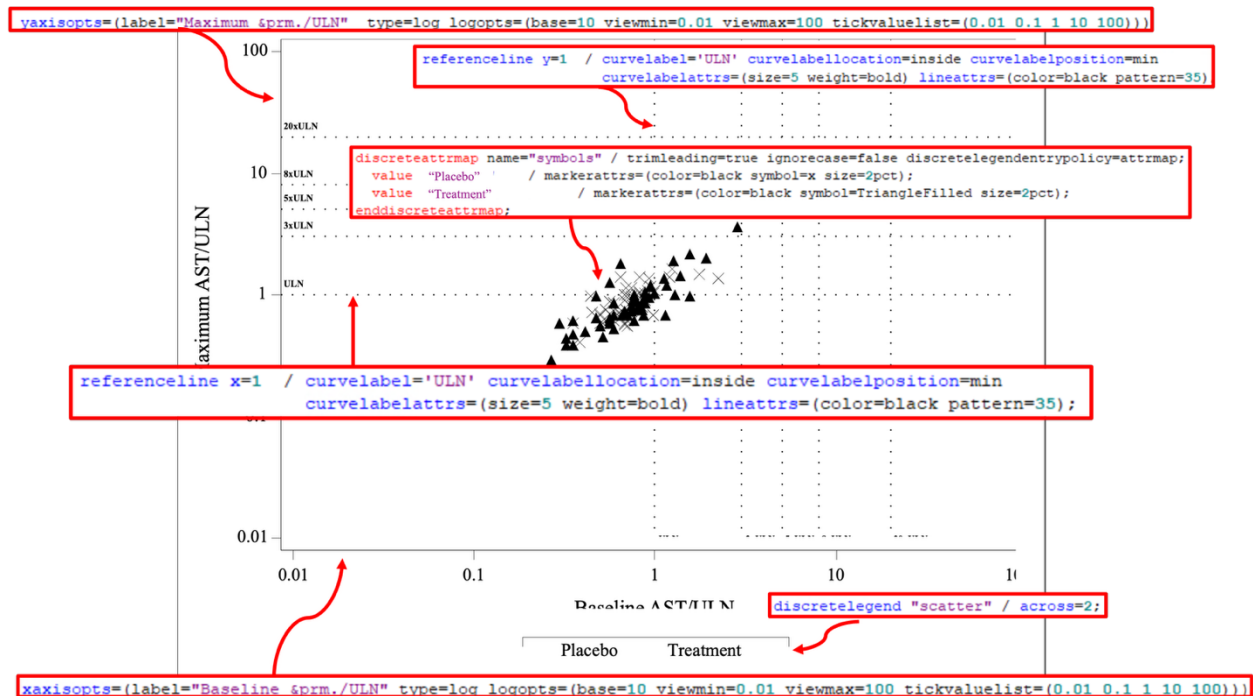 yaxisopts=(label="Maximum &prm./ULN" type=log logopts=(base=10 viewmin=0.01 viewmax=100 tickvaluelist=(0.01 0.1 1 10 100)))
100
referenceline y=1 / curvelabel='ULN' curvelabellocation=inside curvelabelposition=min
curvelabelattrs=(size=5 weight=bold) lineattrs=(color=black pattern=35)
20xULN
discreteattrmap name="symbols" / trimleading=true ignorecase=false discretelegendentrypolicy=attrmap;
value “Placebo” / markerattrs=(color=black symbol=x size=2pct);
value “Treatment” / markerattrs=(color=black symbol=TriangleFilled size=2pct);
enddiscreteattrmap;
10
8xULN
5xULN
3xULN
ULN
1
Maximum AST/ULN
referenceline x=1 / curvelabel='ULN' curvelabellocation=inside curvelabelposition=min
curvelabelattrs=(size=5 weight=bold) lineattrs=(color=black pattern=35);
0.01
0.01 0.1 1 10
Baseline AST/ULN
discretelegend "scatter" / across=2;
Placebo Treatment
xaxisopts=(label="Baseline &prm./ULN" type=log logopts=(base=10 viewmin=0.01 viewmax=100 tickvaluelist=(0.01 0.1 1 10 100)))